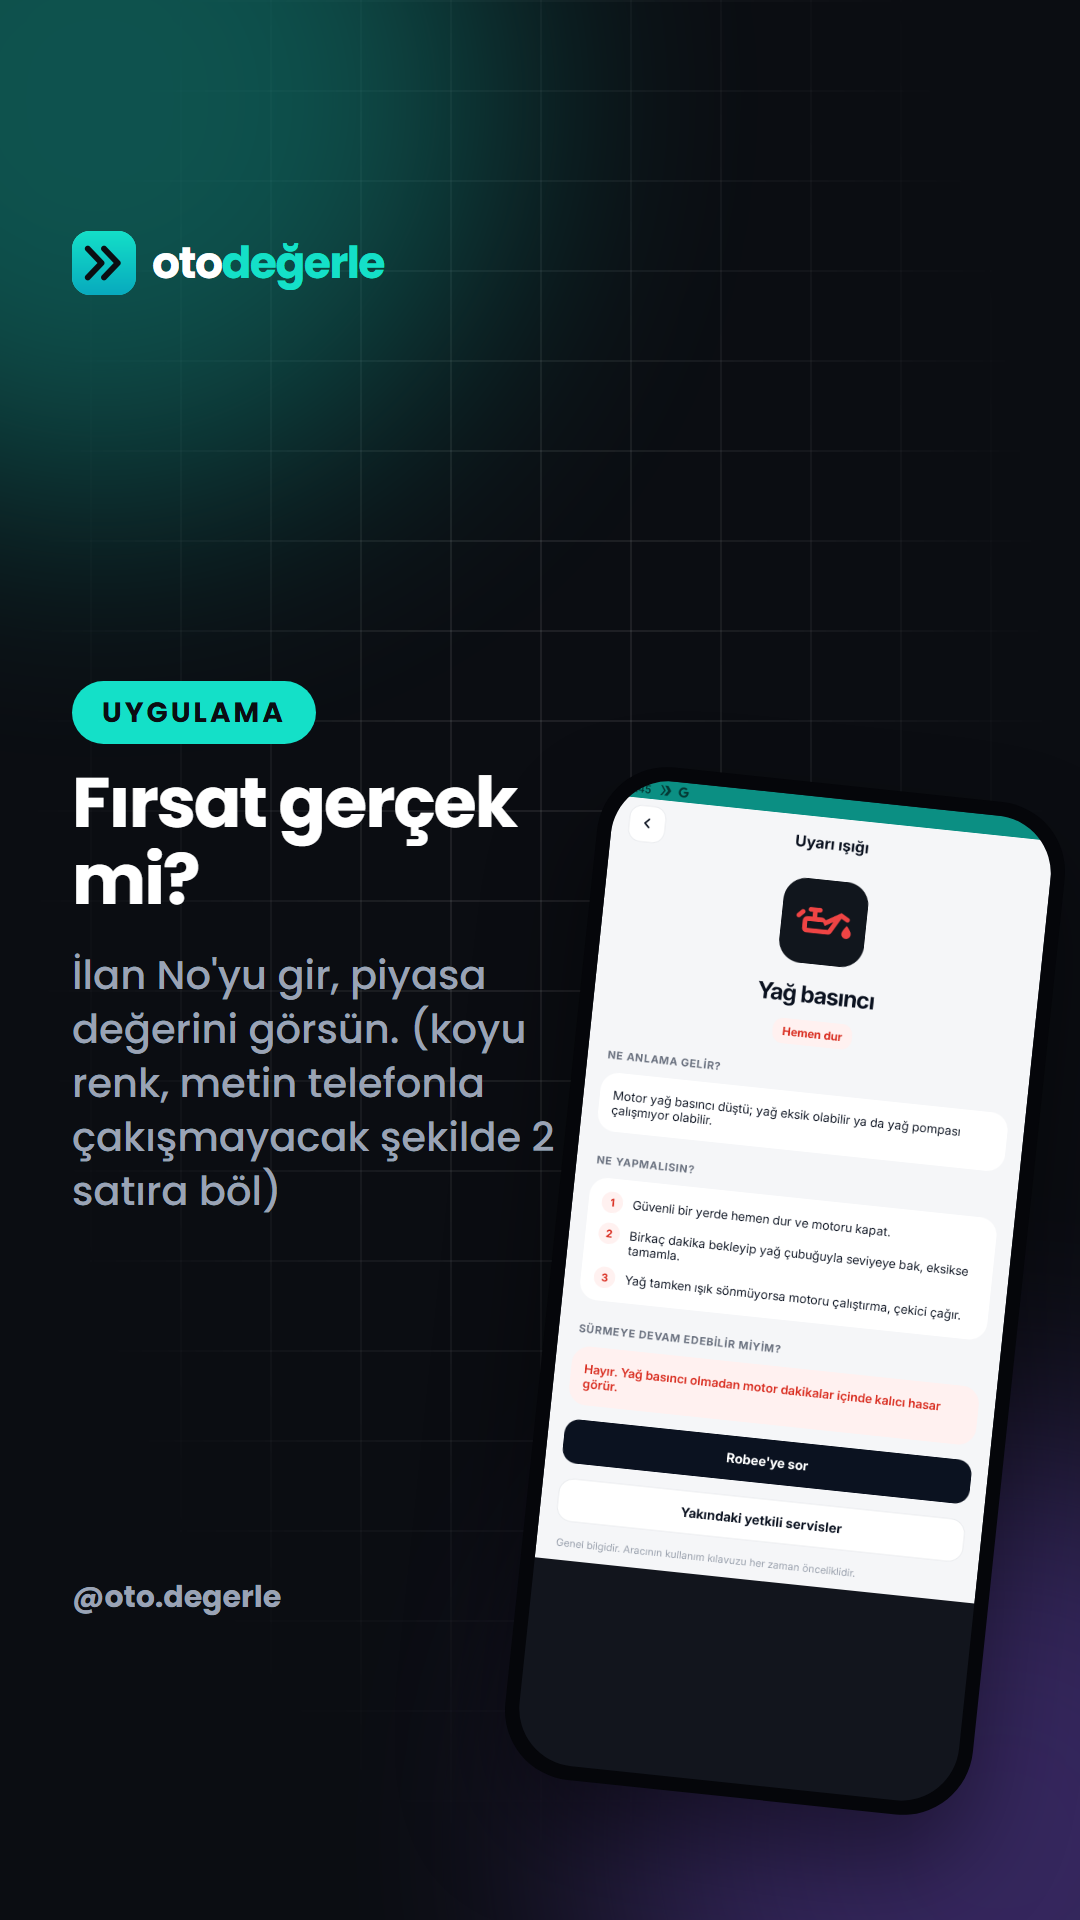 otodeğerle
UYGULAMA
Fırsat gerçek
mi?
İlan No'yu gir, piyasa
değerini görsün. (koyu
renk, metin telefonla
çakışmayacak şekilde 2
satıra böl)
@oto.degerle
Uyarı ışığı
Yağ basıncı
Hemen dur
NE ANLAMA GELİR?
Motor yağ basıncı düştü; yağ eksik olabilir ya da yağ pompası
çalışmıyor olabilir.
NE YAPMALISIN?
1 Güvenli bir yerde hemen dur ve motoru kapat.
2 Birkaç dakika bekleyip yağ çubuğuyla seviyeye bak, eksikse
tamamla.
3 Yağ tamken ışık sönmüyorsa motoru çalıştırma, çekici çağır.
SÜRMEYE DEVAM EDEBİLİR MİYİM?
Hayır. Yağ basıncı olmadan motor dakikalar içinde kalıcı hasar
görür.
Robee'ye sor
Yakındaki yetkili servisler
Genel bilgidir. Aracının kullanım kılavuzu her zaman önceliklidir.